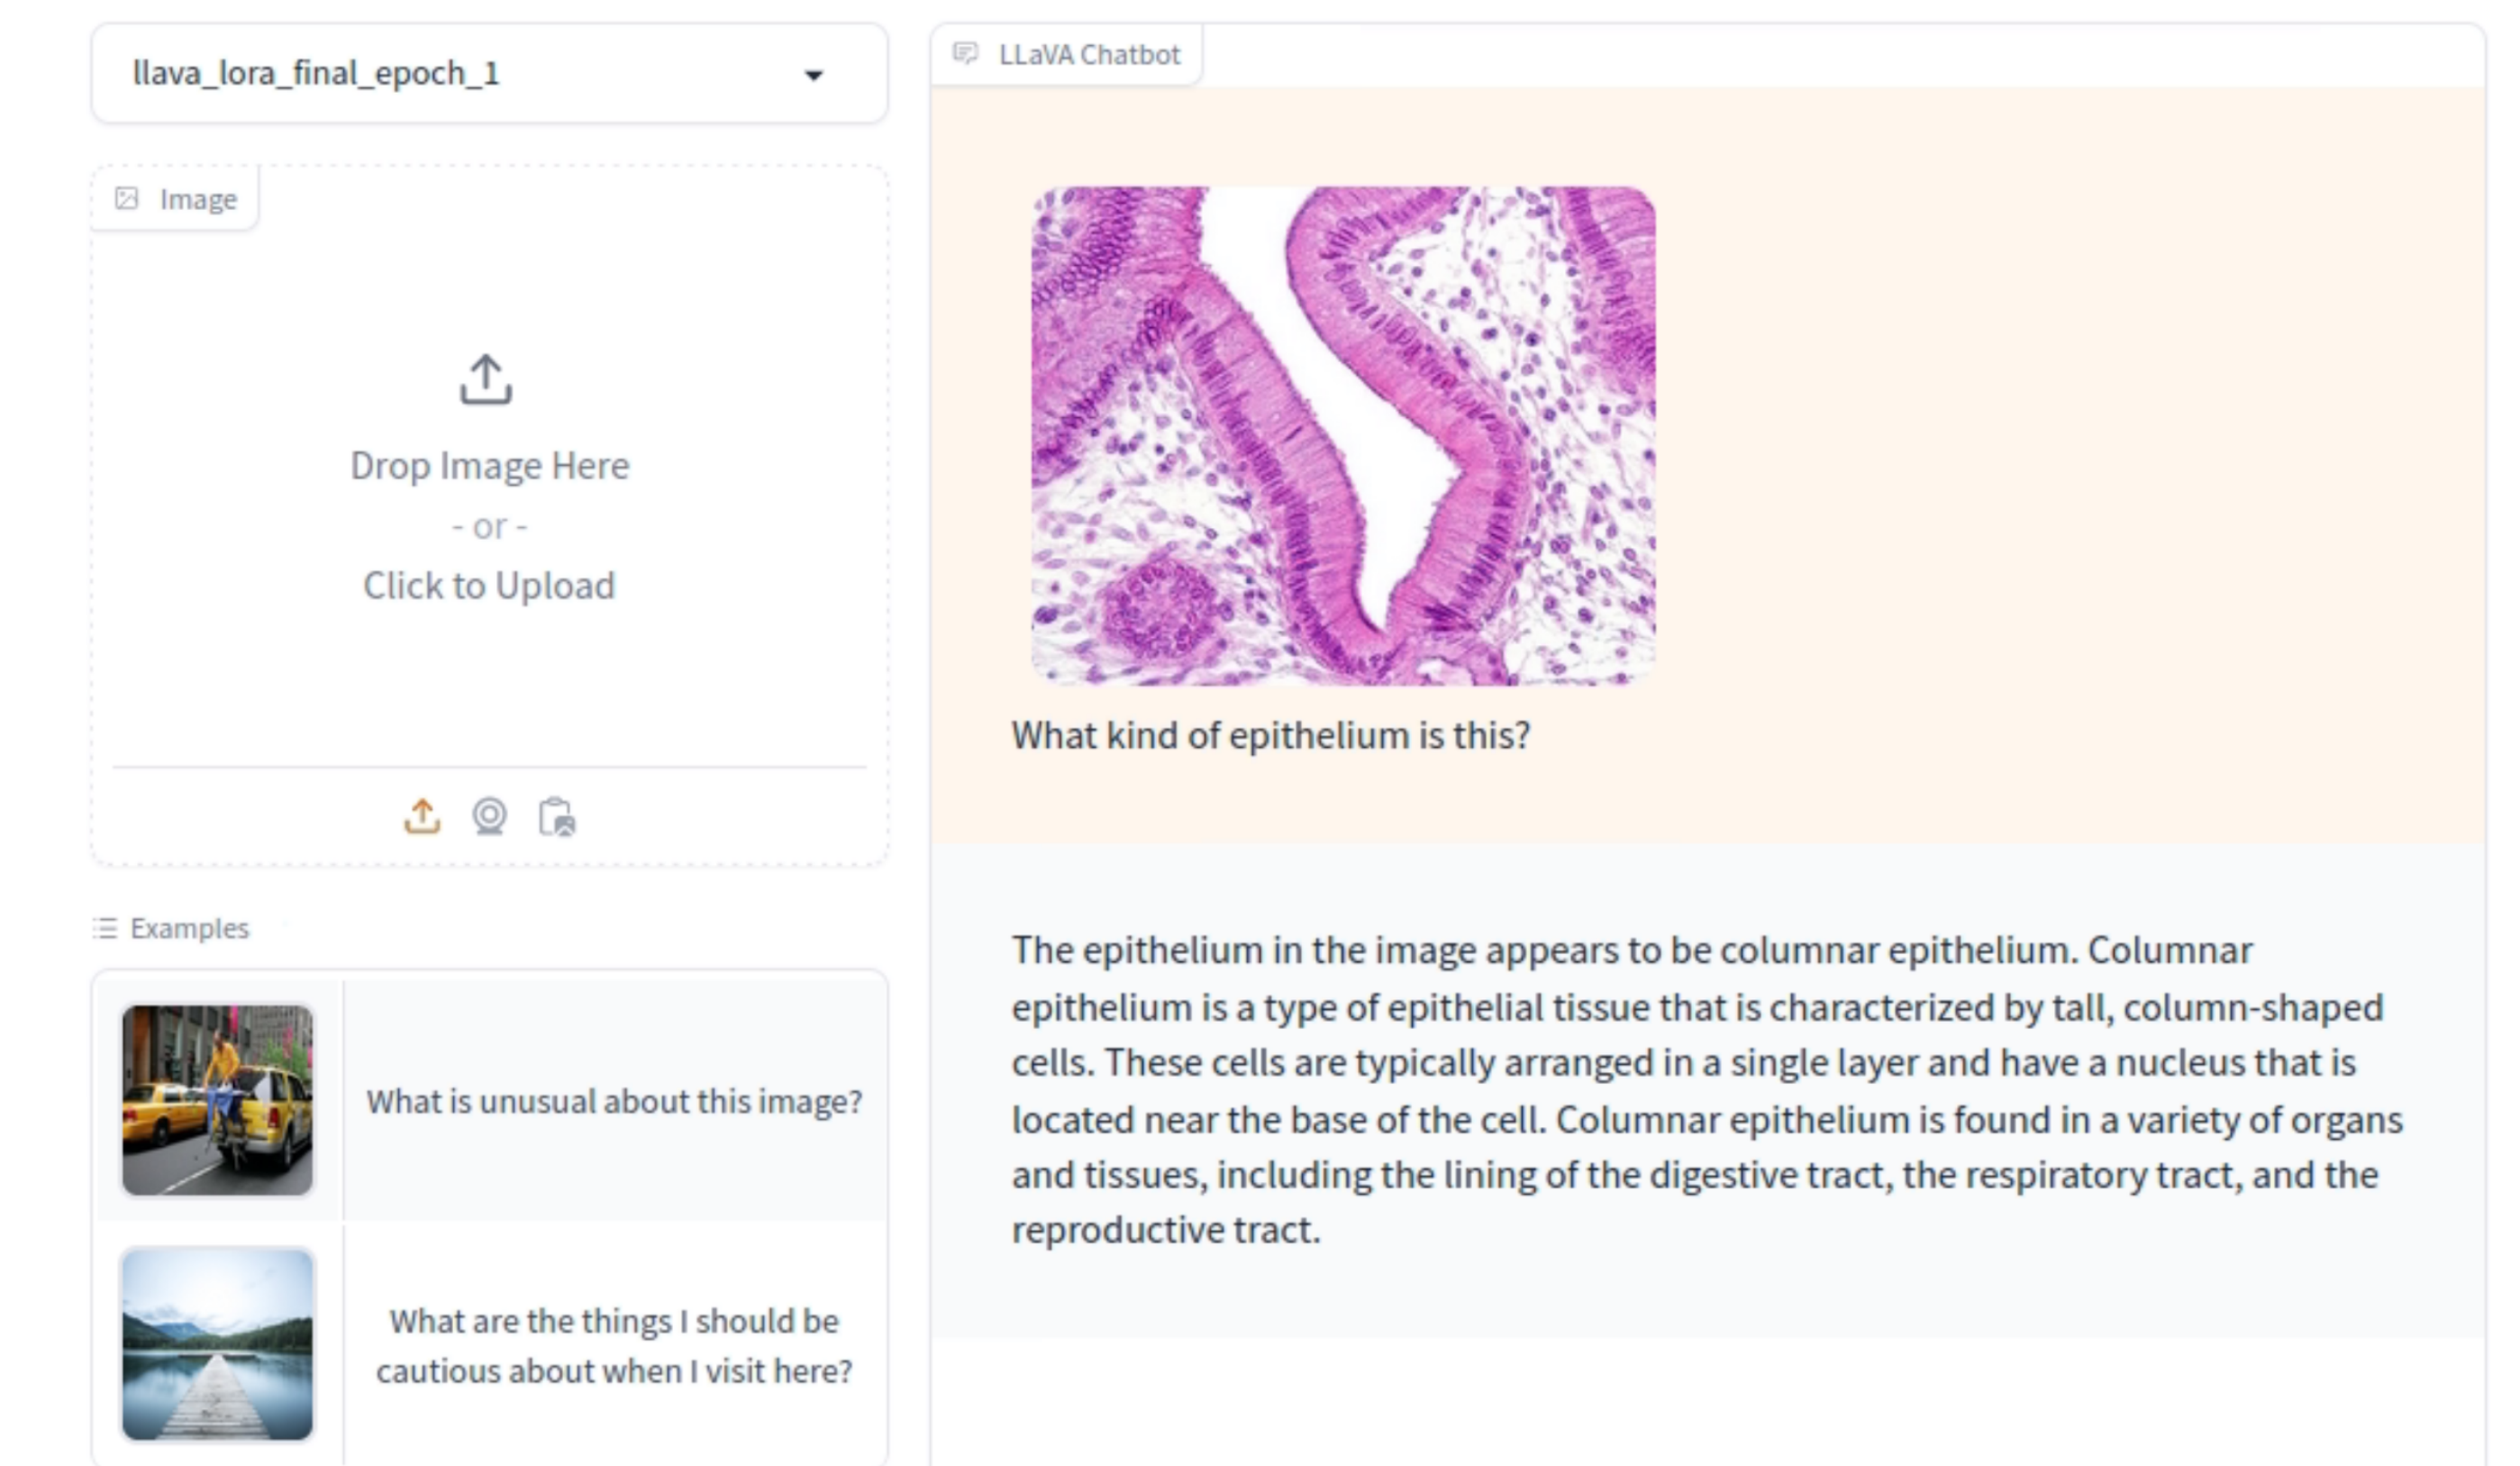 llava_lora_final_epoch_1
Image
Drop Image Here
- or -
Click to Upload
Examples
What is unusual about this image?
What are the things I should be
cautious about when I visit here?
LLaVA Chatbot
What kind of epithelium is this?
The epithelium in the image appears to be columnar epithelium. Columnar
epithelium is a type of epithelial tissue that is characterized by tall, column-shaped
cells. These cells are typically arranged in a single layer and have a nucleus that is
located near the base of the cell. Columnar epithelium is found in a variety of organs
and tissues, including the lining of the digestive tract, the respiratory tract, and the
reproductive tract.